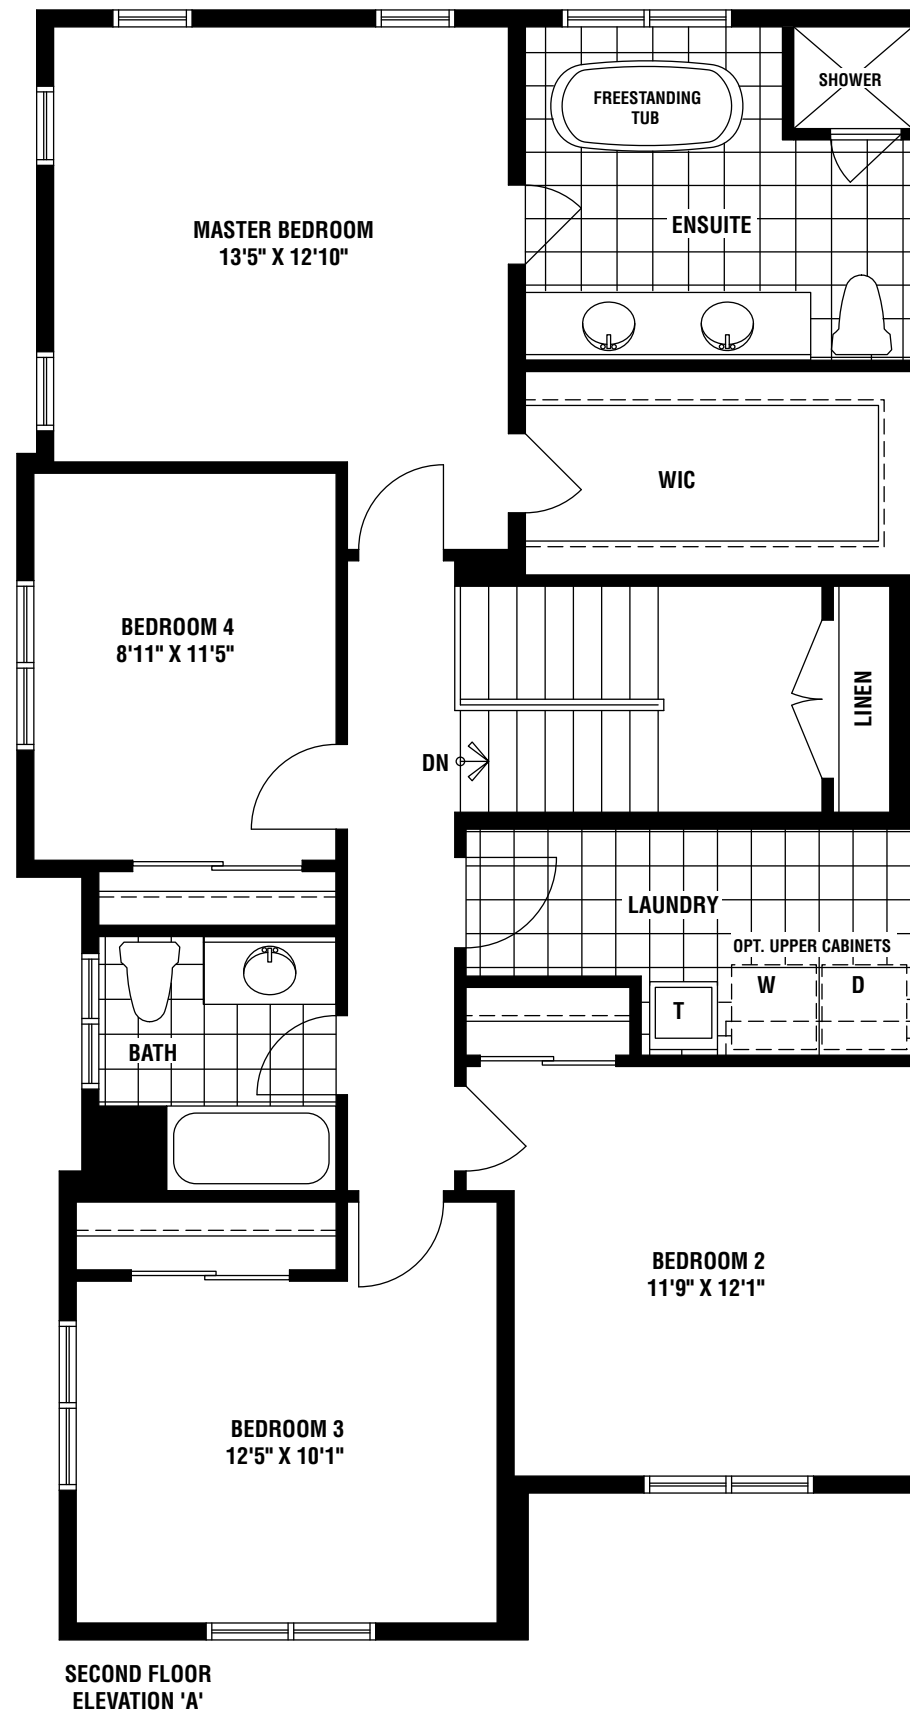 SHOWER
FREESTANDING
TUB
ENSUITE
MASTER BEDROOM
13'5" X 12'10"
WIC
BEDROOM 4
8'11" X 11'5"
LINEN
DN
LAUNDRY
OPT. UPPER CABINETS
W
D
T
BATH
BEDROOM 2
11'9" X 12'1"
BEDROOM 3
12'5" X 10'1"
SECOND FLOOR
ELEVATION 'A'